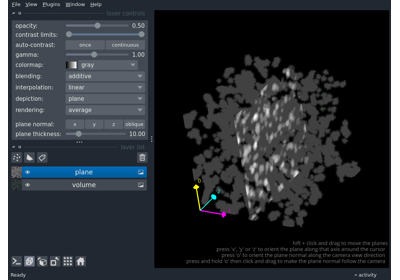 File View Plugins Window Help
layer controls
opacity: 0.50
contrast limits:
auto-contrast: once continuous
gamma: 1.00
colormap: gray
blending: additive
interpolation: linear
depiction: plane
rendering: average
plane normal: x y z oblique
plane thickness: 10.00
layer list
plane
volume
shift + click and drag to move the planes
press 'x', 'y' or 'z' to orient the plane along that axis around the cursor
press 'o' to orient the plane normal along the camera view direction
press and hold 'o' then click and drag to make the plane normal follow the camera
Ready
activity